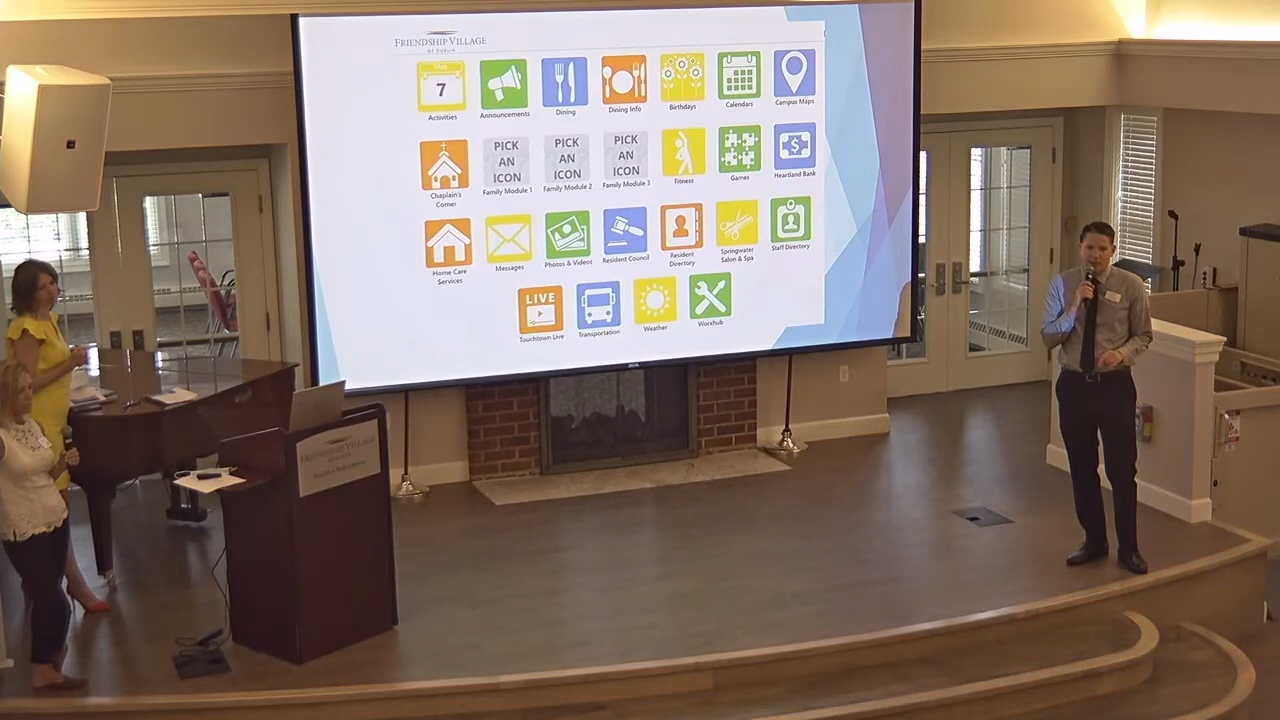 FRIENDSHIP VILLAGE
OF DUBLIN
May
7
Activities
Announcements
Dining
Dining Info
Birthdays
Calendars
Campus Maps
Chaplain's
Corner
PICK
AN
ICON
Family Module 1
PICK
AN
ICON
Family Module 2
PICK
AN
ICON
Family Module 3
Fitness
Games
$
Heartland Bank
Home Care
Services
Messages
Photos & Videos
Resident Council
Resident
Directory
Springwater
Salon & Spa
Staff Directory
LIVE
Touchtown Live
Transportation
Weather
Worxhub
FRIENDSHIP VILLAGE